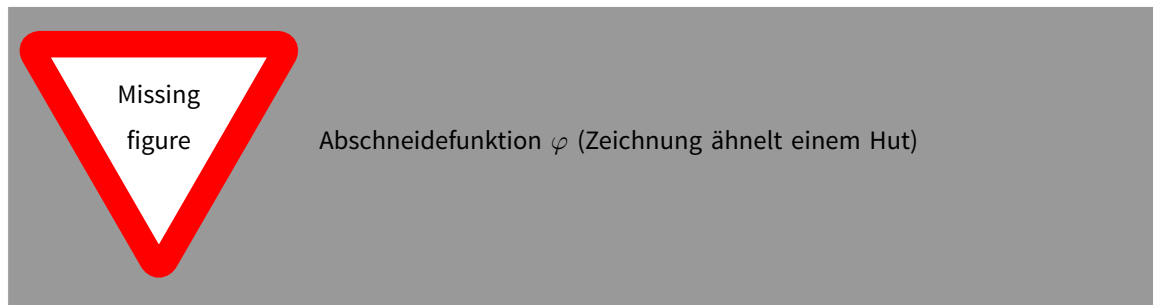 Missing
figure
Abschneidefunktion φ (Zeichnung ähnelt einem Hut)